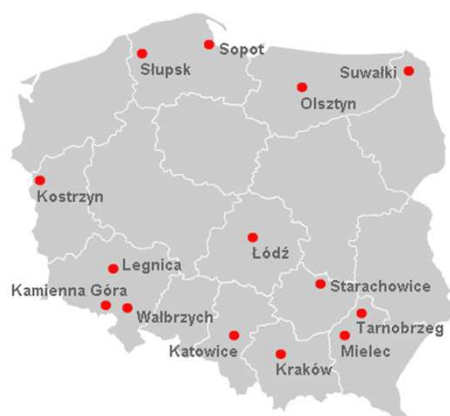 Sopot
Słupsk
Suwałki
Olsztyn
Kostrzyn
Łódź
Legnica
Kamienna Góra
Starachowice
Wałbrzych
Tarnobrzeg
Katowice
Mielec
Kraków